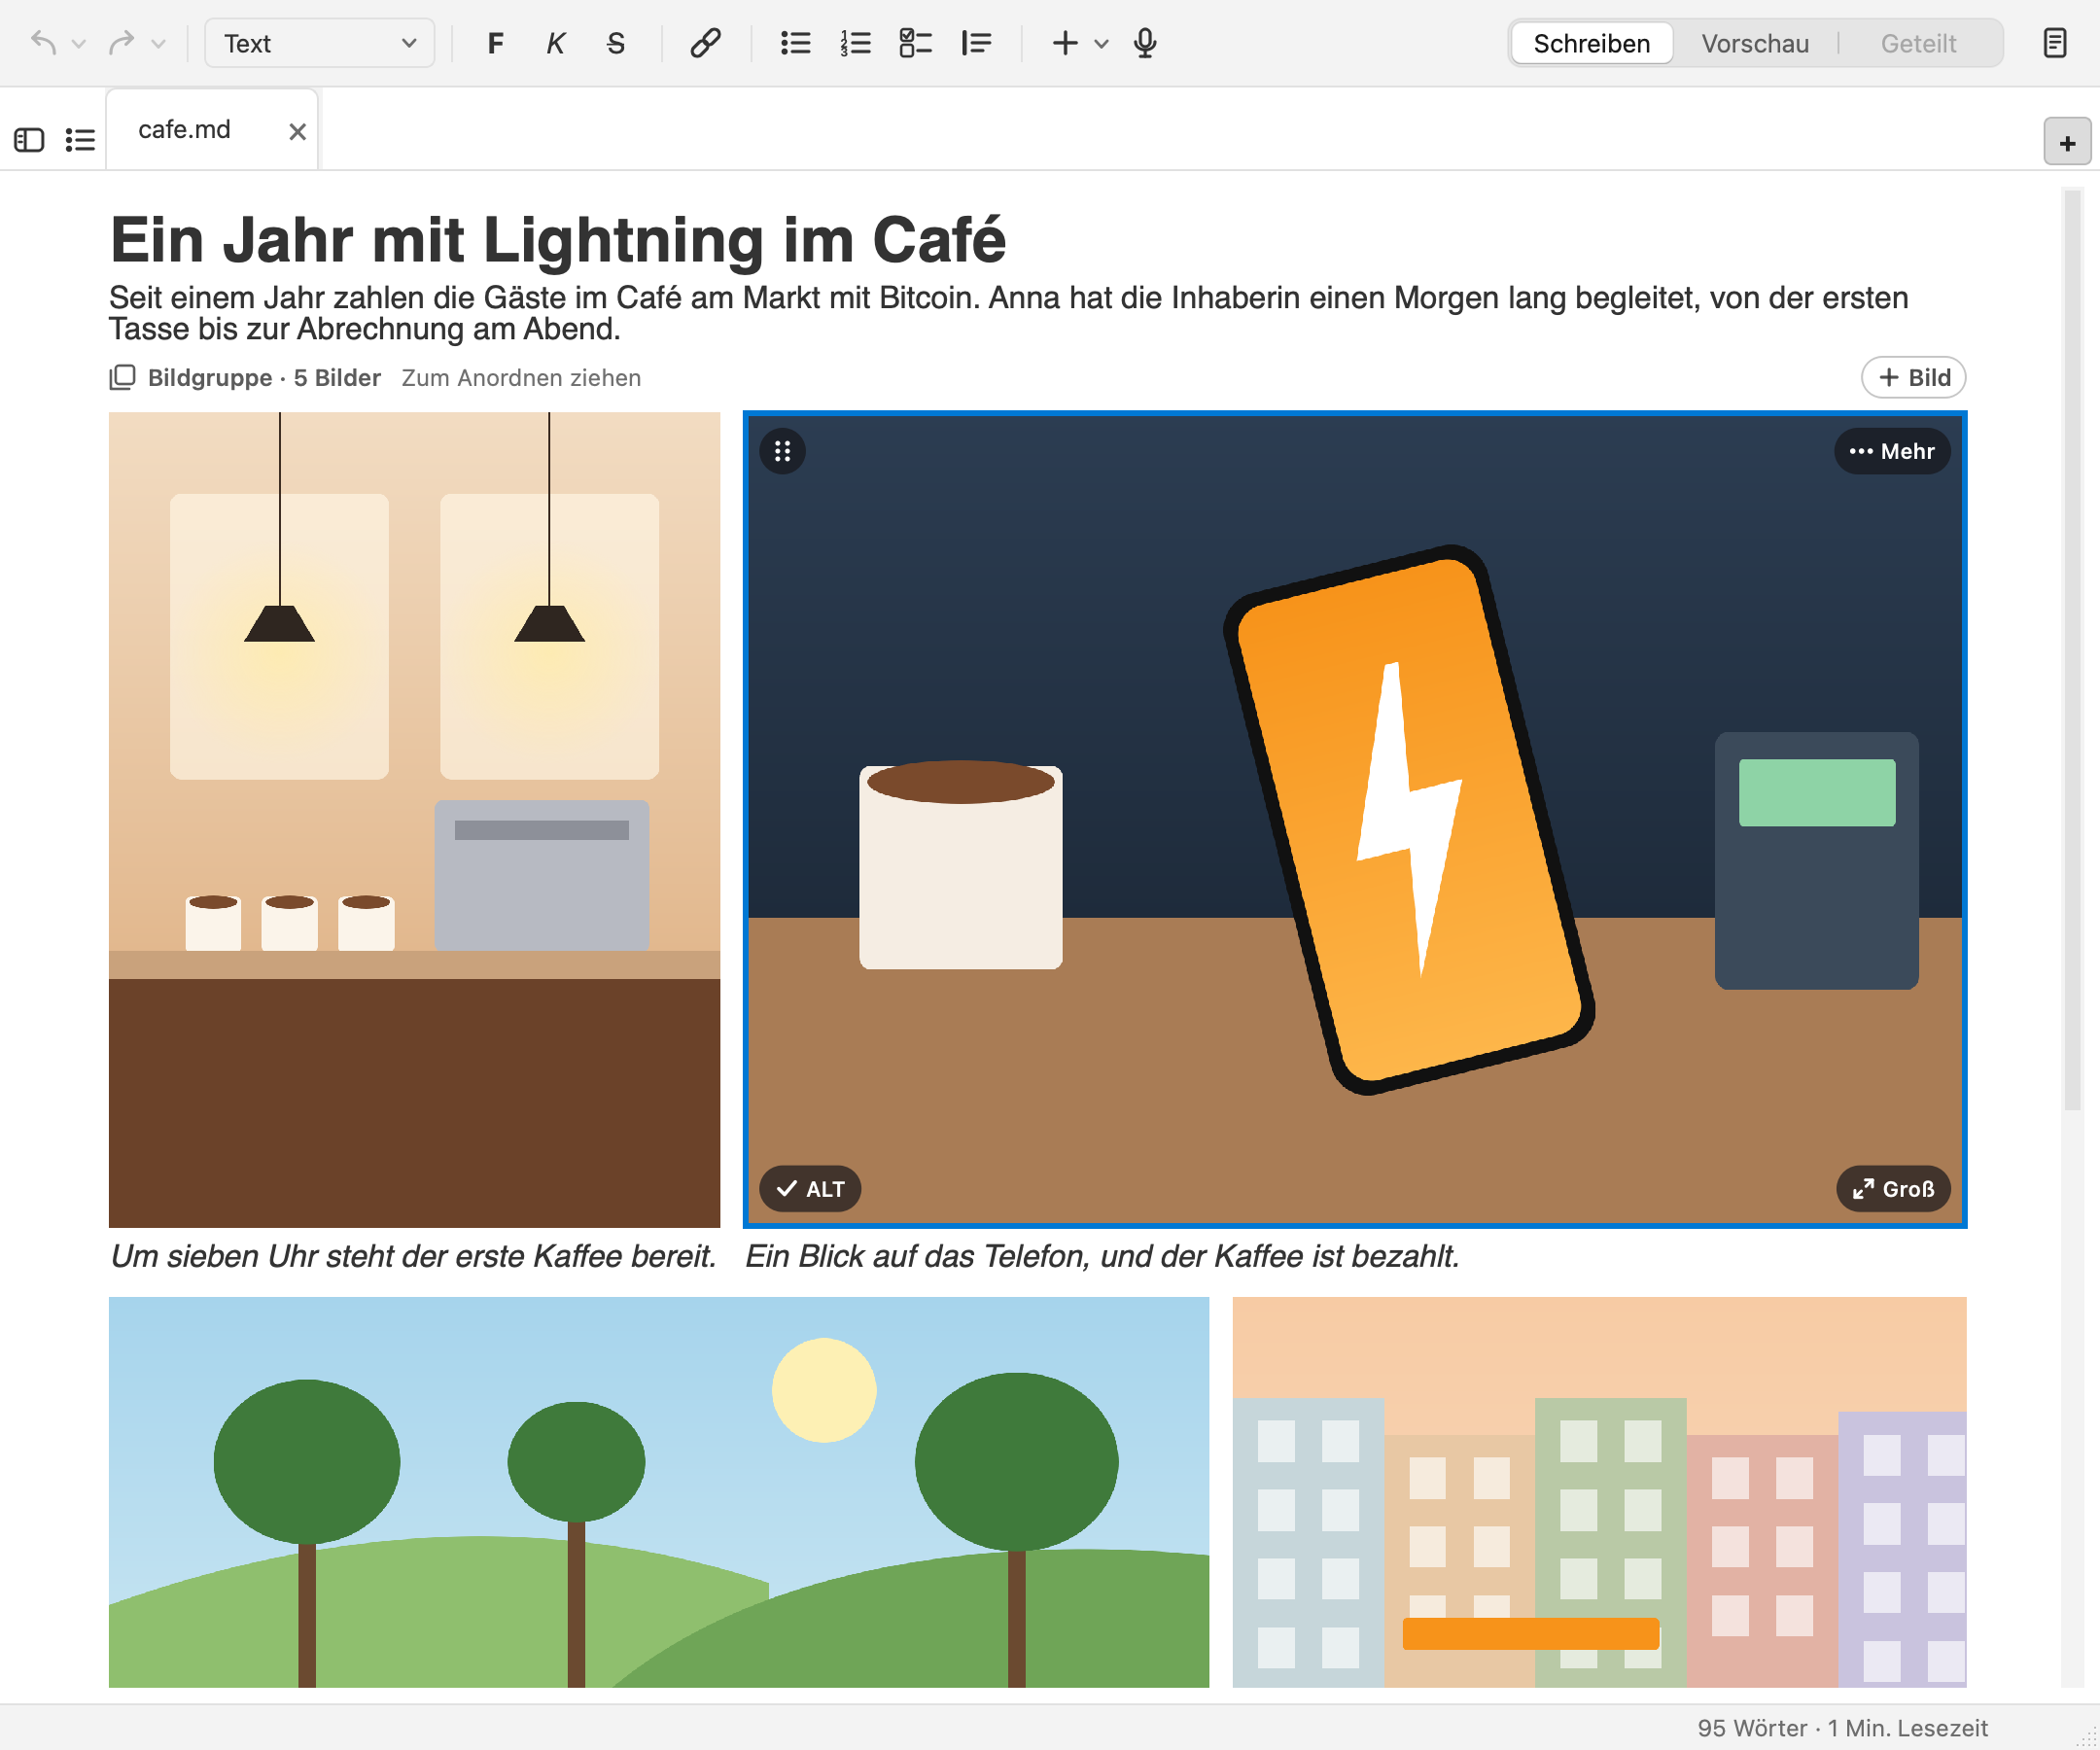 Text
F K S
Schreiben Vorschau Geteilt
cafe.md
Ein Jahr mit Lightning im Café
Seit einem Jahr zahlen die Gäste im Café am Markt mit Bitcoin. Anna hat die Inhaberin einen Morgen lang begleitet, von der ersten
Tasse bis zur Abrechnung am Abend.
Bildgruppe · 5 Bilder Zum Anordnen ziehen
+ Bild
••• Mehr
ALT
Groß
Um sieben Uhr steht der erste Kaffee bereit.
Ein Blick auf das Telefon, und der Kaffee ist bezahlt.
95 Wörter · 1 Min. Lesezeit